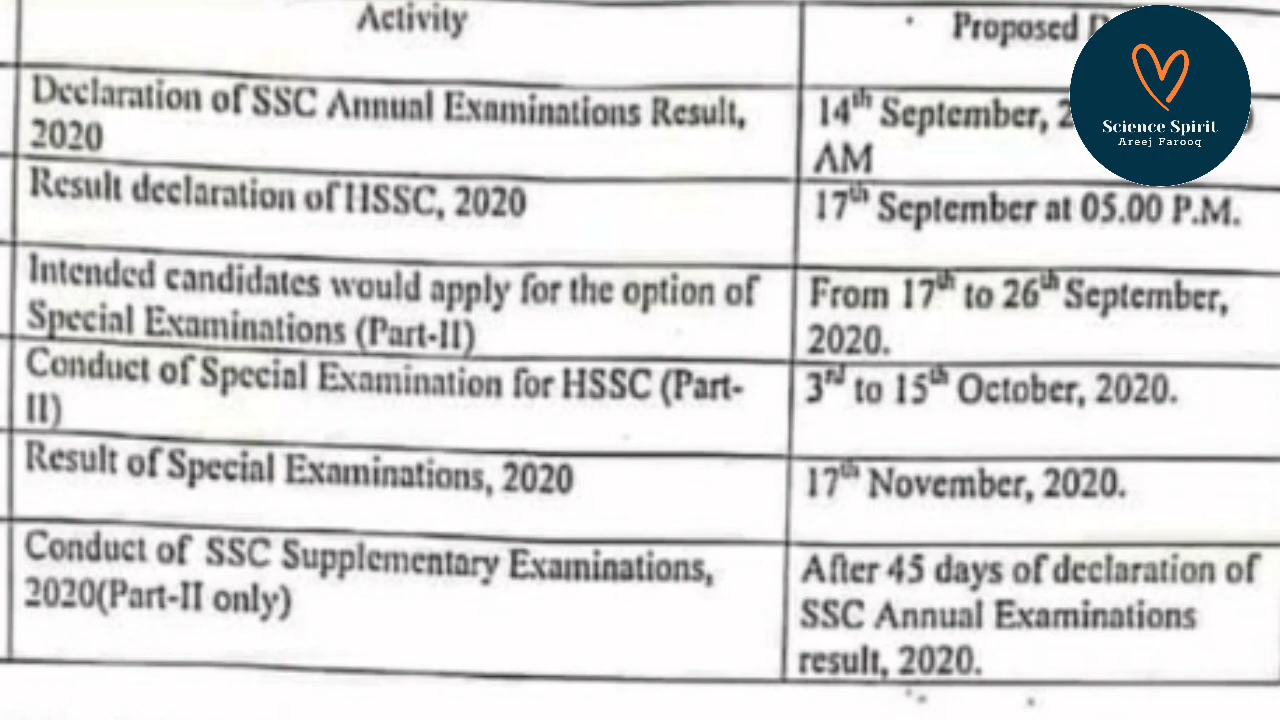 Activity
Proposed
Declaration of SSC Annual Examinations Result,
2020
14th September,
AM
Result declaration of HSSC, 2020
17th September at 05.00 P.M.
Intended candidates would apply for the option of
Special Examinations (Part-II)
From 17th to 26th September,
2020.
Conduct of Special Examination for HSSC (Part-
II)
3rd to 15th October, 2020.
Result of Special Examinations, 2020
17th November, 2020.
Conduct of SSC Supplementary Examinations,
2020(Part-II only)
After 45 days of declaration of
SSC Annual Examinations
result, 2020.
Science Spirit
Areej Farooq